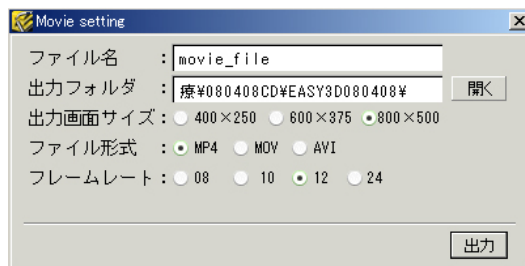 Movie setting
ファイル名 : movie_file
出力フォルダ : 療¥080408CD¥EASY3D080408¥ 開く
出力画面サイズ : 400×250 600×375 800×500
ファイル形式 : MP4 MOV AVI
フレームレート : 08 10 12 24
出力